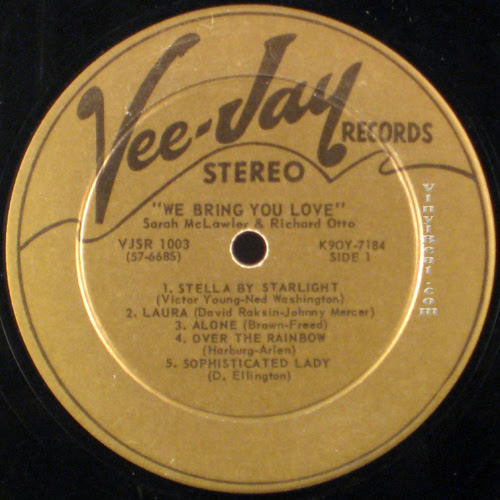 Vee-Jay
RECORDS
STEREO
"WE BRING YOU LOVE"
Sarah McLawler & Richard Otto
VJSR 1003 K9OY-7184
(57-6685) SIDE 1
1. STELLA BY STARLIGHT
(Victor Young-Ned Washington)
2. LAURA (David Raksin-Johnny Mercer)
3. ALONE (Brown-Freed)
4. OVER THE RAINBOW
(Harburg-Arlen)
5. SOPHISTICATED LADY
(D. Ellington)
vinylbeat.com